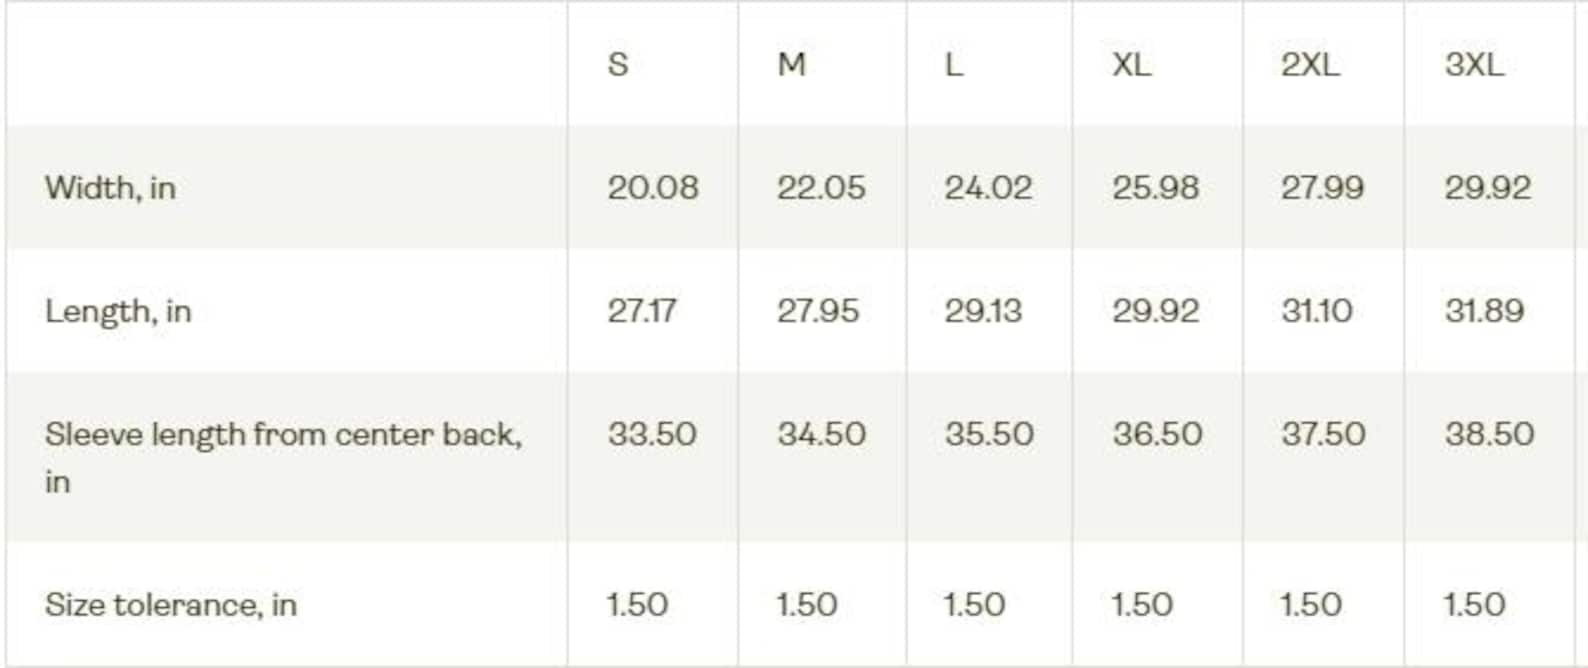 S M L XL 2XL 3XL
Width, in 20.08 22.05 24.02 25.98 27.99 29.92
Length, in 27.17 27.95 29.13 29.92 31.10 31.89
Sleeve length from center back, 33.50 34.50 35.50 36.50 37.50 38.50
in
Size tolerance, in 1.50 1.50 1.50 1.50 1.50 1.50